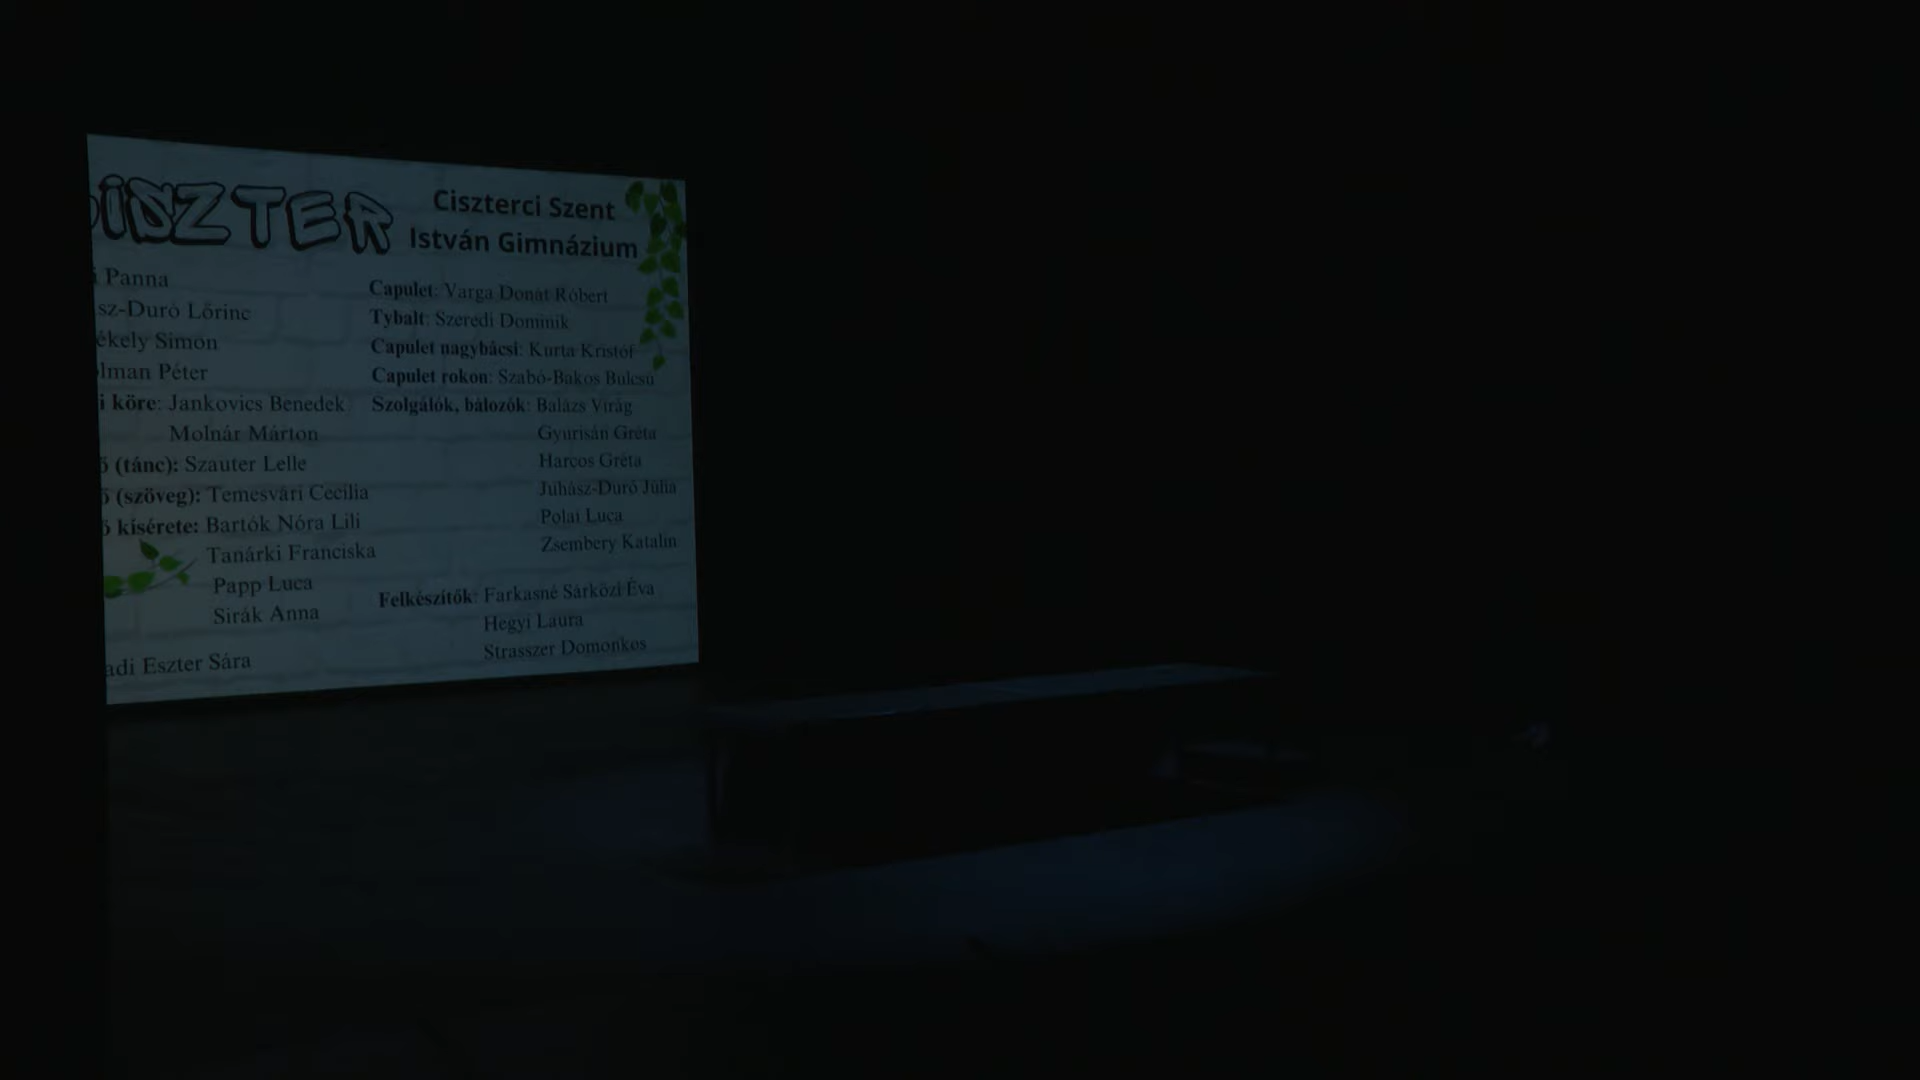 ISZTER
Ciszterci Szent
István Gimnázium
Panna
sz-Duró Lőrinc
ékely Simon
lman Péter
i köre: Jankovics Benedek
Molnár Márton
ő (tánc): Szauter Lelle
ő (szöveg): Temesvári Cecília
ő kísérete: Bartók Nóra Lili
Tanárki Franciska
Papp Luca
Sirák Anna
adi Eszter Sára
Capulet: Varga Donát Róbert
Tybalt: Szeredi Dominik
Capulet nagybácsi: Kurta Kristóf
Capulet rokon: Szabó-Bakos Bulcsú
Szolgálók, bálozók: Balázs Virág
Gyurisán Gréta
Harcos Gréta
Juhász-Duró Júlia
Polai Luca
Zsembery Katalin
Felkészítők: Farkasné Sárközi Éva
Hegyi Laura
Strasszer Domonkos